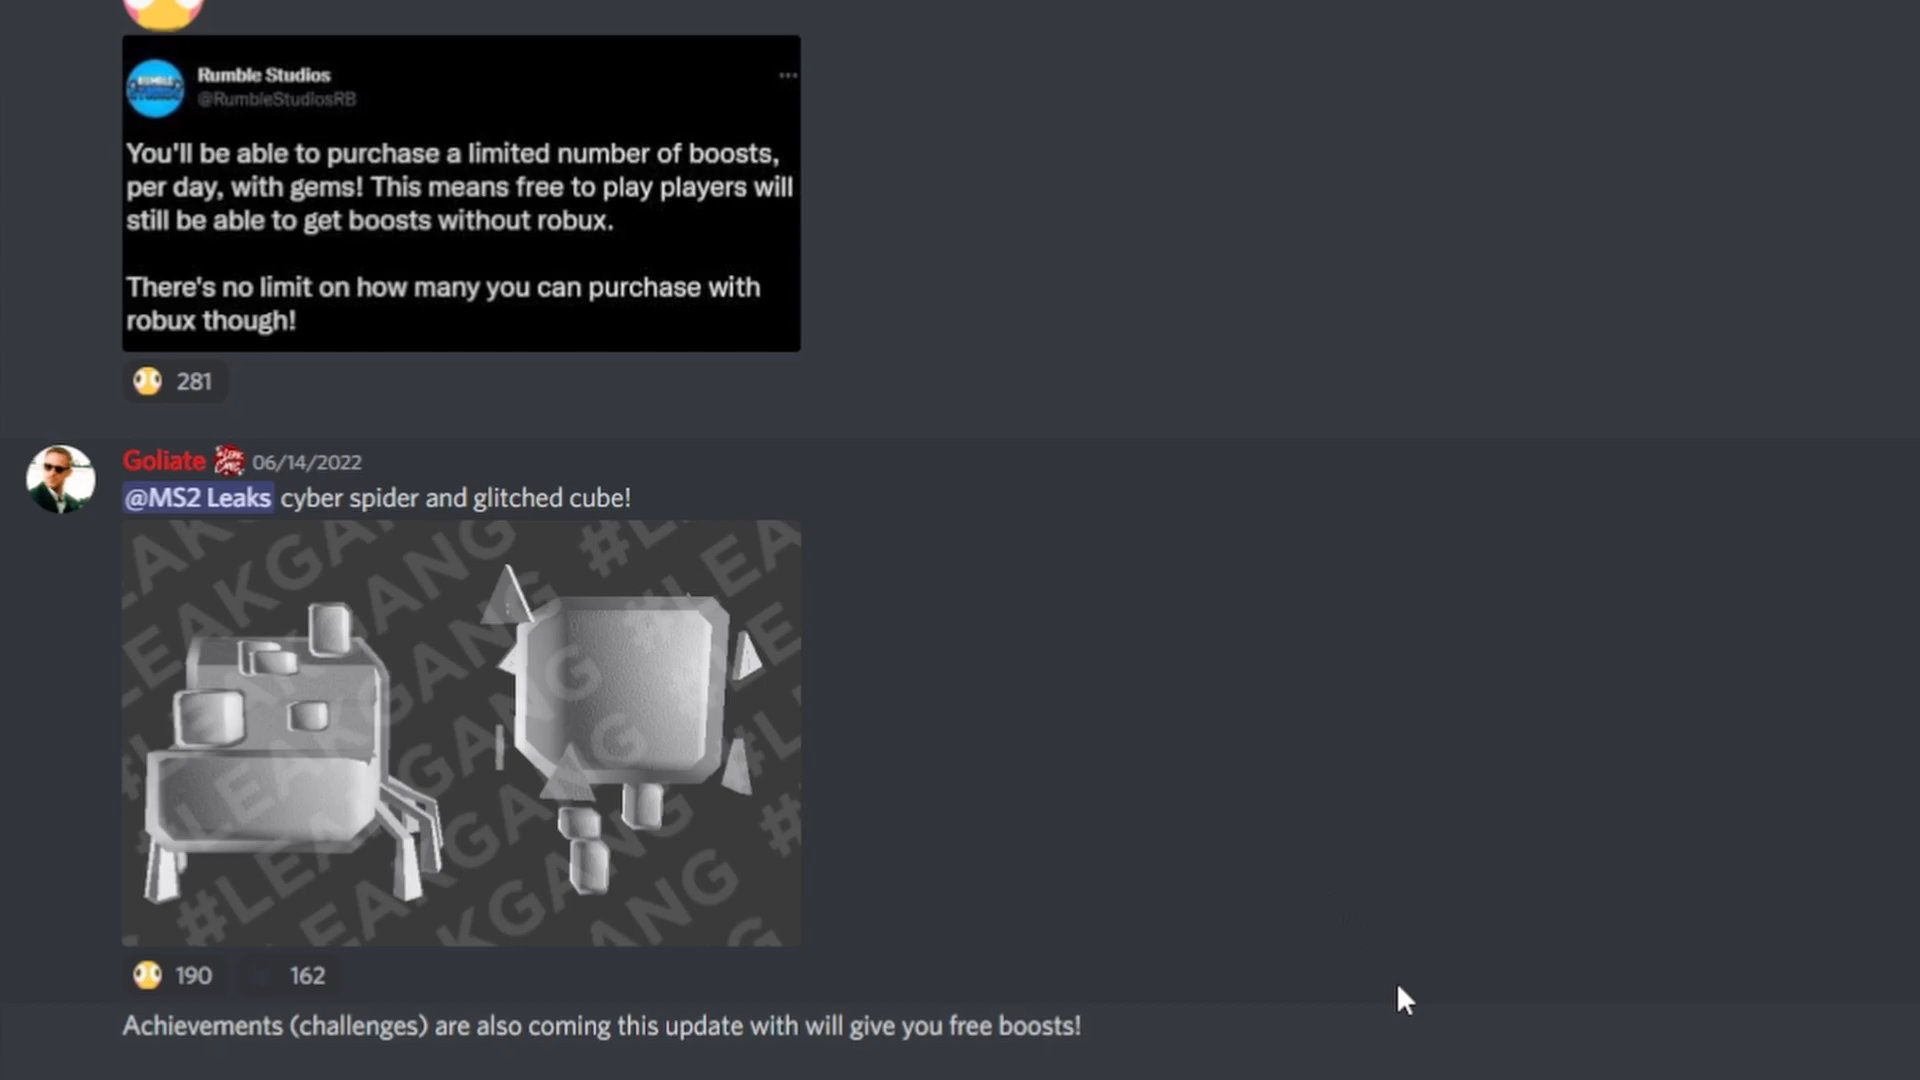 Rumble Studios
@RumbleStudiosRB
You'll be able to purchase a limited number of boosts,
per day, with gems! This means free to play players will
still be able to get boosts without robux.
There's no limit on how many you can purchase with
robux though!
281
Goliate 06/14/2022
@MS2 Leaks cyber spider and glitched cube!
#LEAKGANG
190 162
Achievements (challenges) are also coming this update with will give you free boosts!